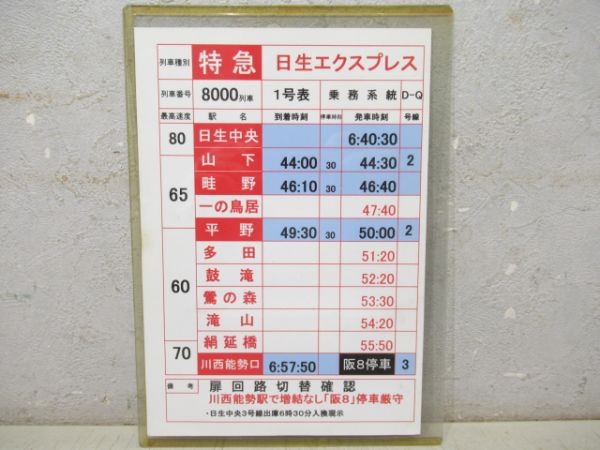 列車種別 特急 日生エクスプレス
列車番号 8000列車 1号表 乗務系統 D-Q
最高速度 駅名 到着時刻 停車時刻 発車時刻 号線
80 日生中央 6:40:30
山下 44:00 30 44:30 2
65 畦野 46:10 30 46:40
一の鳥居 47:40
平野 49:30 30 50:00 2
多田 51:20
60 鼓滝 52:20
鶯の森 53:30
滝山 54:20
絹延橋 55:50
70 川西能勢口 6:57:50 阪8停車 3
備考 扉回路切替確認
川西能勢駅で増結なし「阪8」停車厳守
・日生中央3号線出庫6時30分入換現示